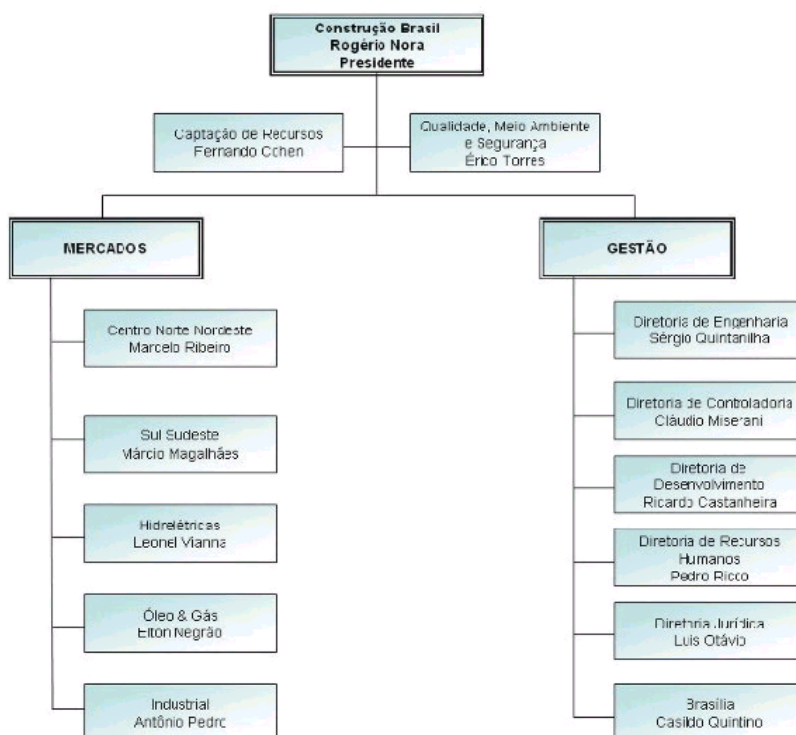 Construção Brasil
Rogério Nora
Presidente
Captação de Recursos
Fernando Cohen
Qualidade, Meio Ambiente
e Segurança
Érico Torres
MERCADOS
GESTÃO
Centro Norte Nordeste
Marcelo Ribeiro
Sul Sudeste
Márcio Magalhães
Hidrelétricas
Leonel Vianna
Óleo & Gás
Elton Negrão
Industrial
Antônio Pedro
Diretoria de Engenharia
Sérgio Quintanilha
Diretoria de Controladoria
Cláudio Miserani
Diretoria de
Desenvolvimento
Ricardo Castanheira
Diretoria de Recursos
Humanos
Pedro Ricco
Diretoria Jurídica
Luis Otávio
Brasília
Casildo Quintino